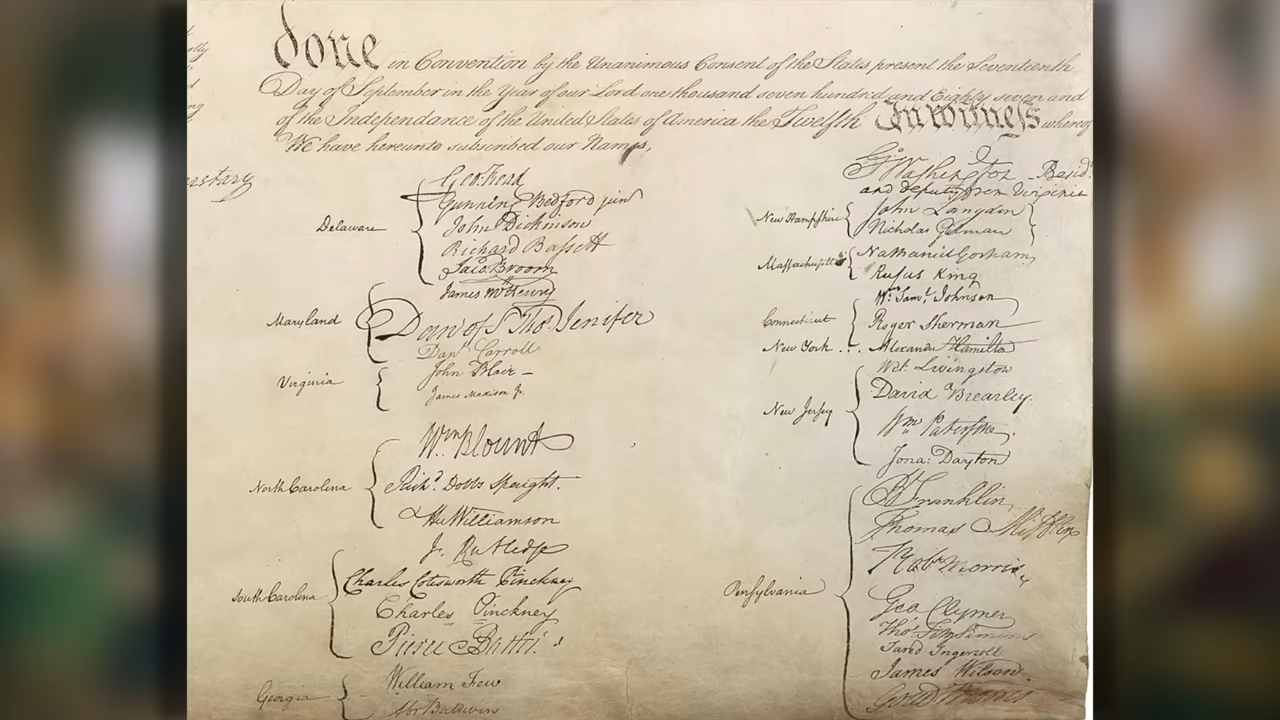 done in Convention by the Unanimous Consent of the States present the Seventeenth
Day of September in the Year of our Lord one thousand seven hundred and Eighty seven and
of the Independance of the United States of America the Twelfth In witness whereof
We have hereunto subscribed our Names,
Delaware
Geo: Read
Gunning Bedford jun
John Dickinson
Richard Bassett
Jaco: Broom
Maryland
James McHenry
Dan of St Thos. Jenifer
Danl Carroll
Virginia
John Blair —
James Madison Jr.
North Carolina
Wm. Blount
Richd. Dobbs Spaight.
Hu Williamson
South Carolina
J. Rutledge
Charles Cotesworth Pinckney
Charles Pinckney
Pierce Butler.
Georgia
William Few
Abr Baldwin
Go. Washington — Presidt.
and deputy from Virginia
New Hampshire
John Langdon
Nicholas Gilman
Massachusetts
Nathaniel Gorham
Rufus King
Connecticut
Wm. Saml. Johnson
Roger Sherman
New York . . . Alexander Hamilton
New Jersey
Wil: Livingston
David Brearley.
Wm. Paterson.
Jona: Dayton
Pensylvania
B Franklin
Thomas Mifflin
Robt Morris
Geo. Clymer
Thos. FitzSimons
Jared Ingersoll
James Wilson.
Gouv Morris